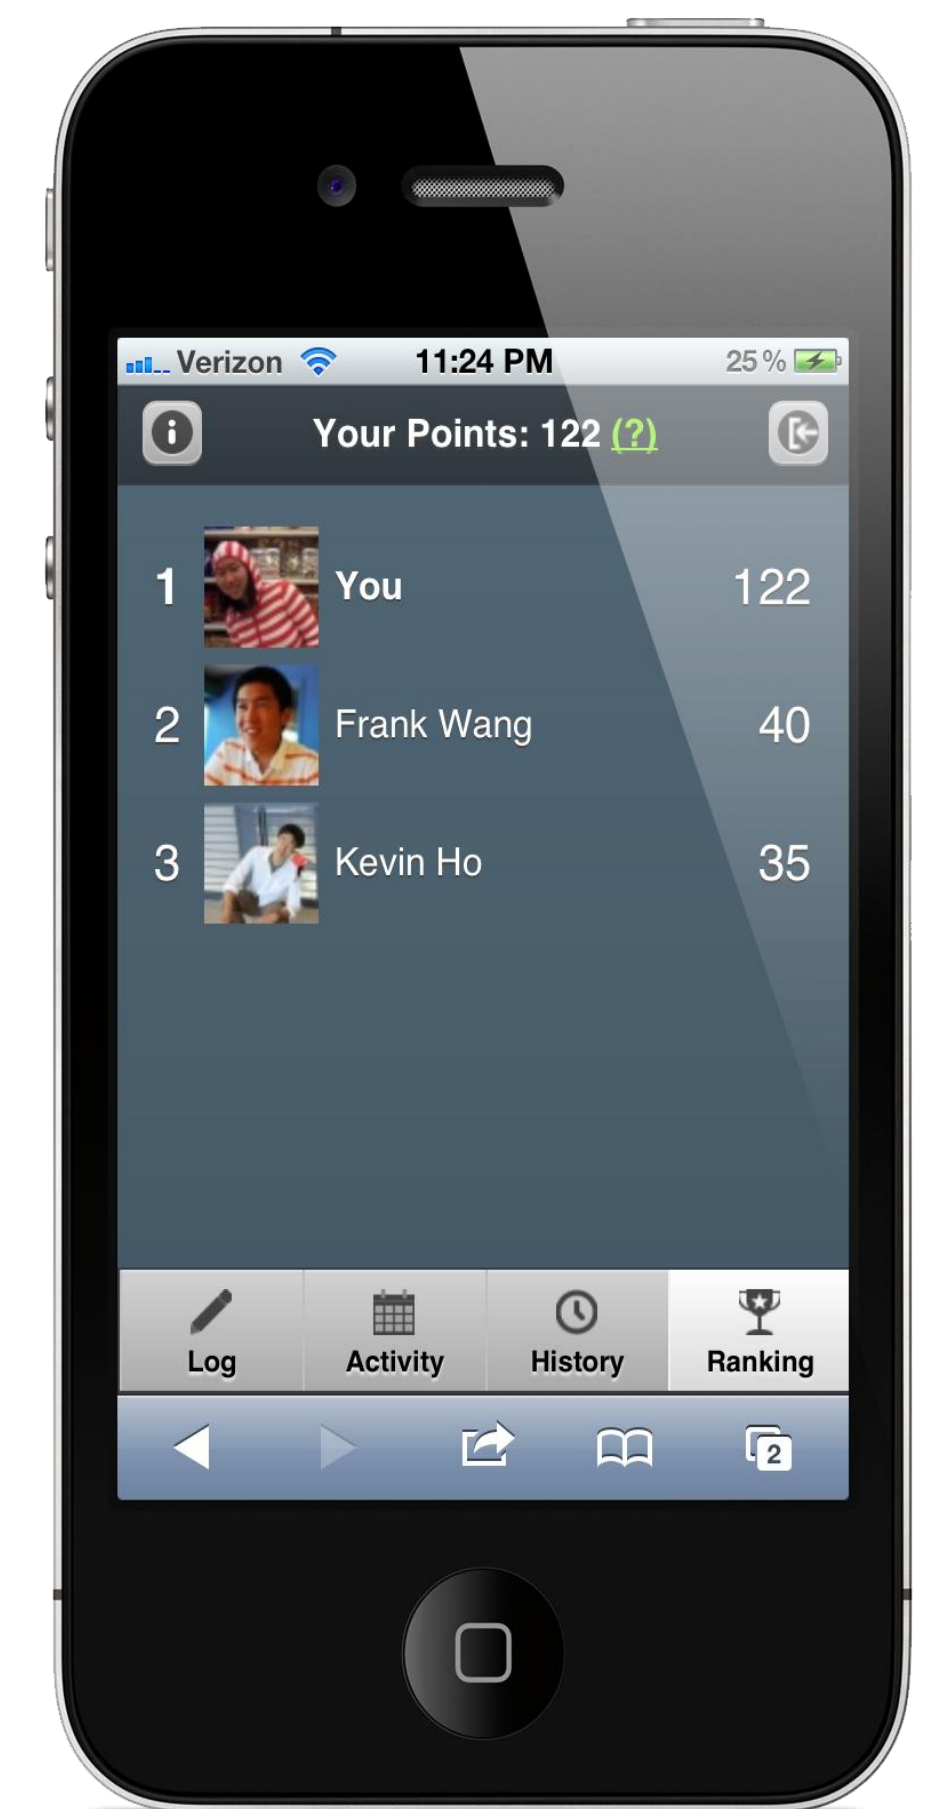 Verizon 11:24 PM 25%
Your Points: 122 (?)
1 You 122
2 Frank Wang 40
3 Kevin Ho 35
Log Activity History Ranking
2